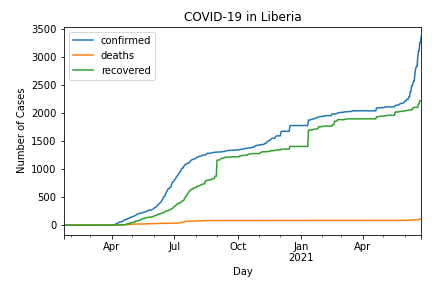 COVID-19 in Liberia
confirmed
deaths
recovered
3500
3000
2500
2000
1500
1000
500
0
Number of Cases
Apr
Jul
Oct
Jan
2021
Apr
Day